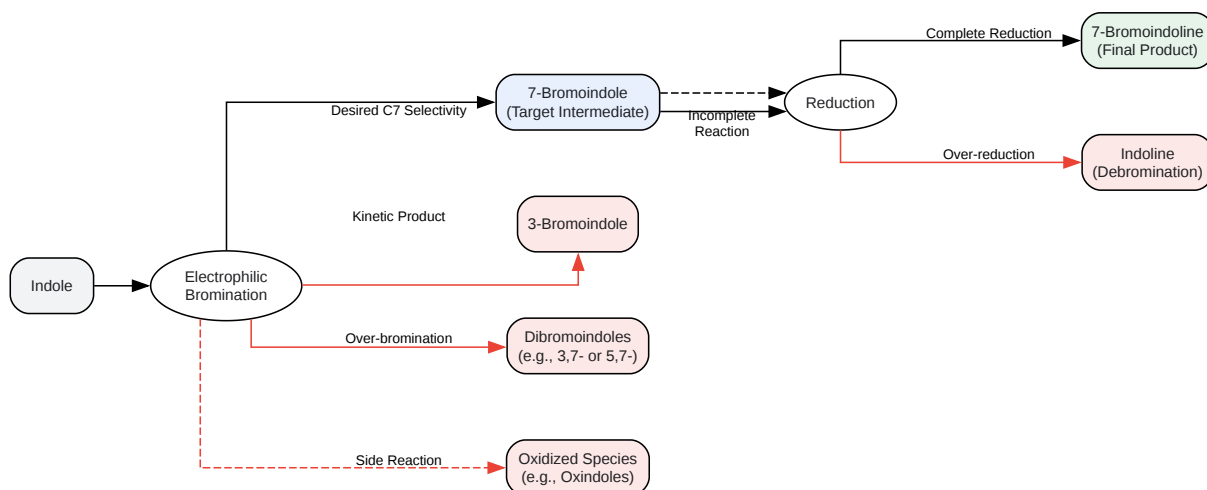 Complete Reduction
7-Bromoindoline
(Final Product)
7-Bromoindole
(Target Intermediate)
Desired C7 Selectivity
Incomplete
Reaction
Reduction
Over-reduction
Indoline
(Debromination)
Kinetic Product
3-Bromoindole
Indole
Electrophilic
Bromination
Over-bromination
Dibromoindoles
(e.g., 3,7- or 5,7-)
Side Reaction
Oxidized Species
(e.g., Oxindoles)